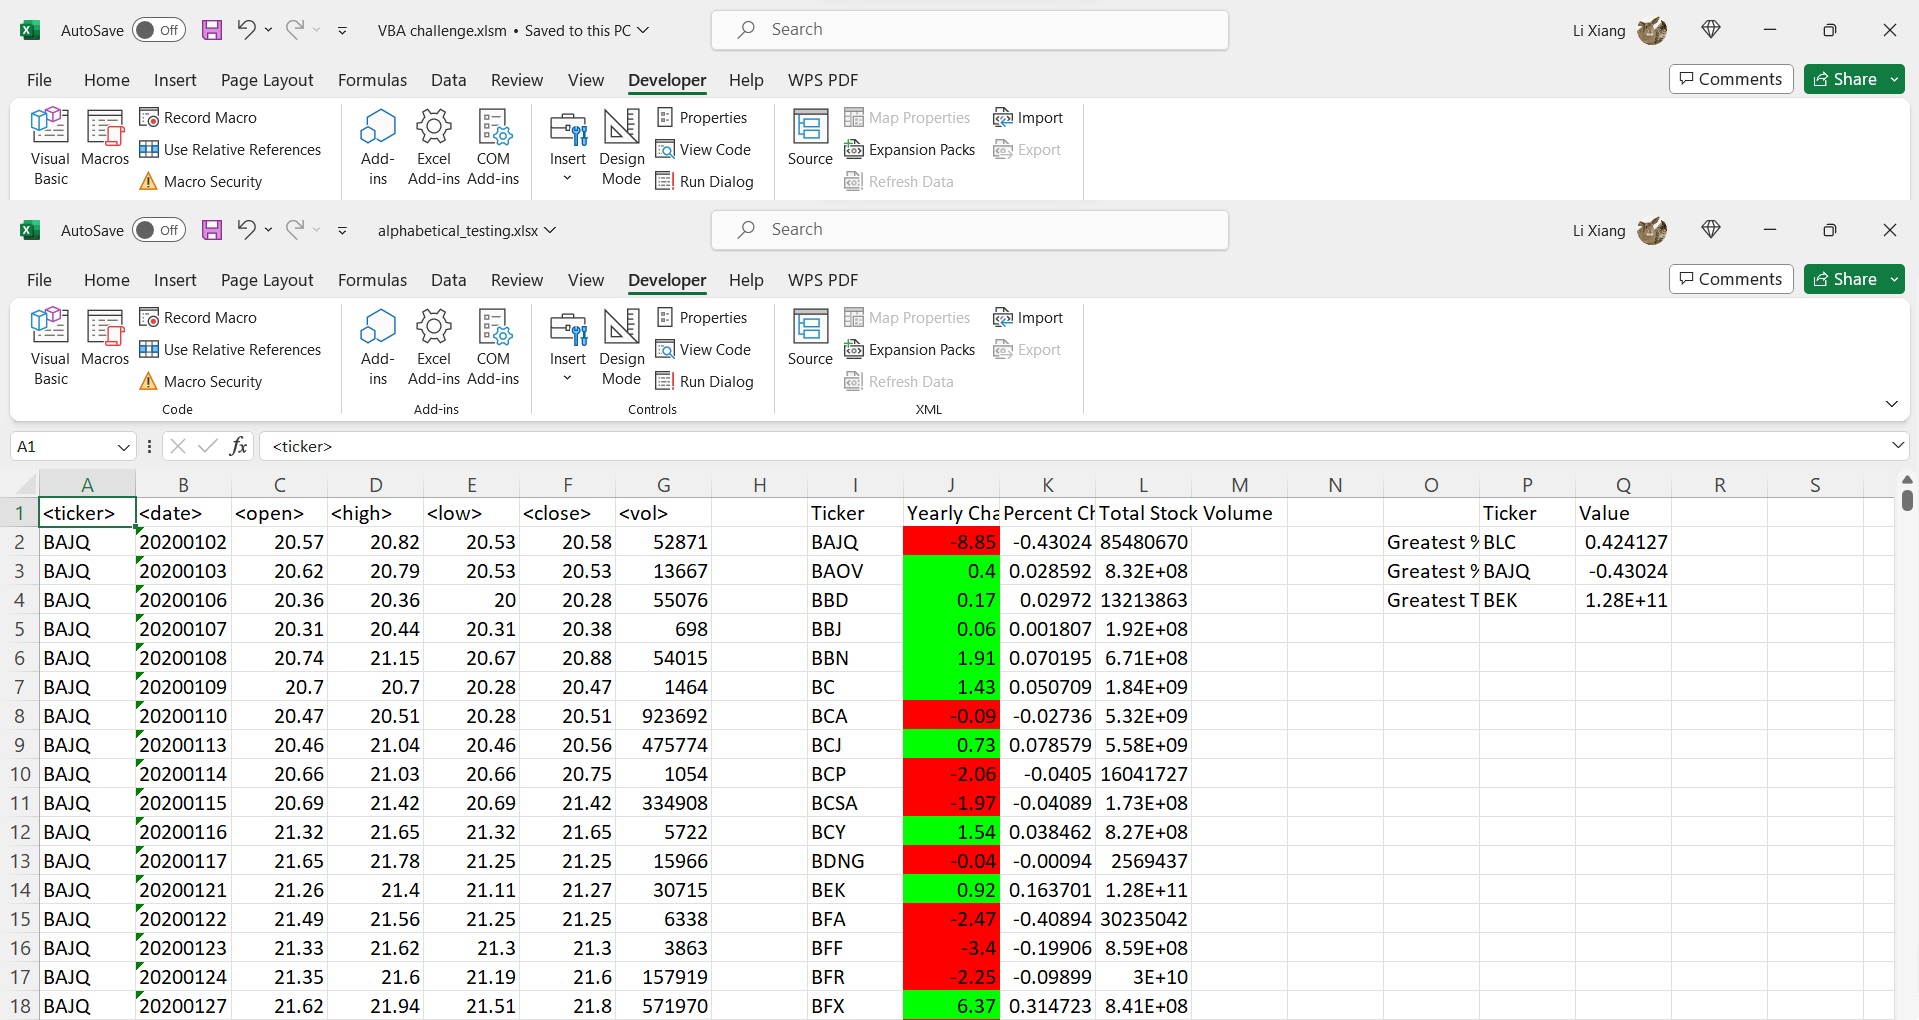 AutoSave Off VBA challenge.xlsm • Saved to this PC Search Li Xiang
File Home Insert Page Layout Formulas Data Review View Developer Help WPS PDF Comments Share
Visual Basic Macros Record Macro Use Relative References Macro Security Add-ins Excel Add-ins COM Add-ins Insert Design Mode Properties View Code Run Dialog Source Map Properties Expansion Packs Refresh Data Import Export
AutoSave Off alphabetical_testing.xlsx Search Li Xiang
File Home Insert Page Layout Formulas Data Review View Developer Help WPS PDF Comments Share
Visual Basic Macros Record Macro Use Relative References Macro Security Add-ins Excel Add-ins COM Add-ins Insert Design Mode Properties View Code Run Dialog Source Map Properties Expansion Packs Refresh Data Import Export
Code Add-ins Controls XML
A1 fx <ticker>
A B C D E F G H I J K L M N O P Q R S
1 <ticker> <date> <open> <high> <low> <close> <vol> Ticker Yearly Cha Percent Ch Total Stock Volume Ticker Value
2 BAJQ 20200102 20.57 20.82 20.53 20.58 52871 BAJQ -8.85 -0.43024 85480670 Greatest % BLC 0.424127
3 BAJQ 20200103 20.62 20.79 20.53 20.53 13667 BAOV 0.4 0.028592 8.32E+08 Greatest % BAJQ -0.43024
4 BAJQ 20200106 20.36 20.36 20 20.28 55076 BBD 0.17 0.02972 13213863 Greatest T BEK 1.28E+11
5 BAJQ 20200107 20.31 20.44 20.31 20.38 698 BBJ 0.06 0.001807 1.92E+08
6 BAJQ 20200108 20.74 21.15 20.67 20.88 54015 BBN 1.91 0.070195 6.71E+08
7 BAJQ 20200109 20.7 20.7 20.28 20.47 1464 BC 1.43 0.050709 1.84E+09
8 BAJQ 20200110 20.47 20.51 20.28 20.51 923692 BCA -0.09 -0.02736 5.32E+09
9 BAJQ 20200113 20.46 21.04 20.46 20.56 475774 BCJ 0.73 0.078579 5.58E+09
10 BAJQ 20200114 20.66 21.03 20.66 20.75 1054 BCP -2.06 -0.0405 16041727
11 BAJQ 20200115 20.69 21.42 20.69 21.42 334908 BCSA -1.97 -0.04089 1.73E+08
12 BAJQ 20200116 21.32 21.65 21.32 21.65 5722 BCY 1.54 0.038462 8.27E+08
13 BAJQ 20200117 21.65 21.78 21.25 21.25 15966 BDNG -0.04 -0.00094 2569437
14 BAJQ 20200121 21.26 21.4 21.11 21.27 30715 BEK 0.92 0.163701 1.28E+11
15 BAJQ 20200122 21.49 21.56 21.25 21.25 6338 BFA -2.47 -0.40894 30235042
16 BAJQ 20200123 21.33 21.62 21.3 21.3 3863 BFF -3.4 -0.19906 8.59E+08
17 BAJQ 20200124 21.35 21.6 21.19 21.6 157919 BFR -2.25 -0.09899 3E+10
18 BAJQ 20200127 21.62 21.94 21.51 21.8 571970 BFX 6.37 0.314723 8.41E+08